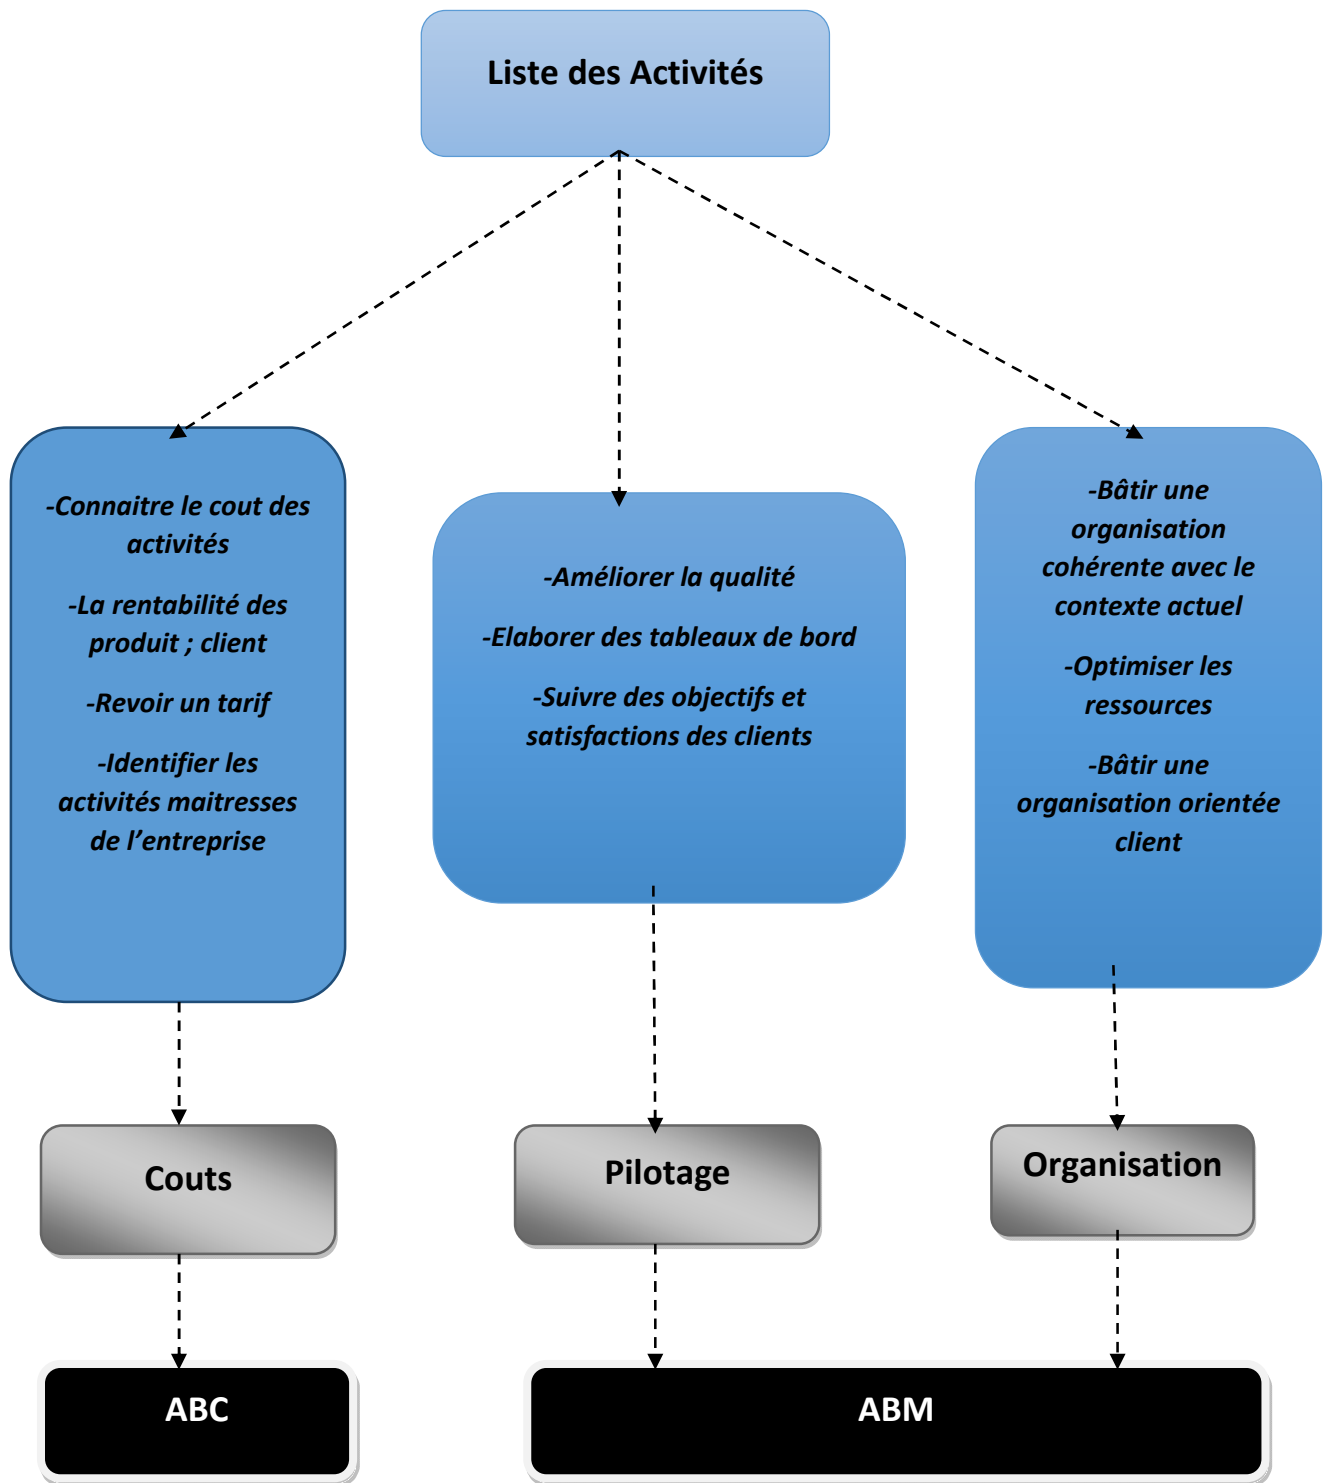 Liste des Activités
-Connaitre le cout des
activités
-La rentabilité des
produit ; client
-Revoir un tarif
-Identifier les
activités maitresses
de l’entreprise
-Améliorer la qualité
-Elaborer des tableaux de bord
-Suivre des objectifs et
satisfactions des clients
-Bâtir une
organisation
cohérente avec le
contexte actuel
-Optimiser les
ressources
-Bâtir une
organisation orientée
client
Couts
Pilotage
Organisation
ABC
ABM